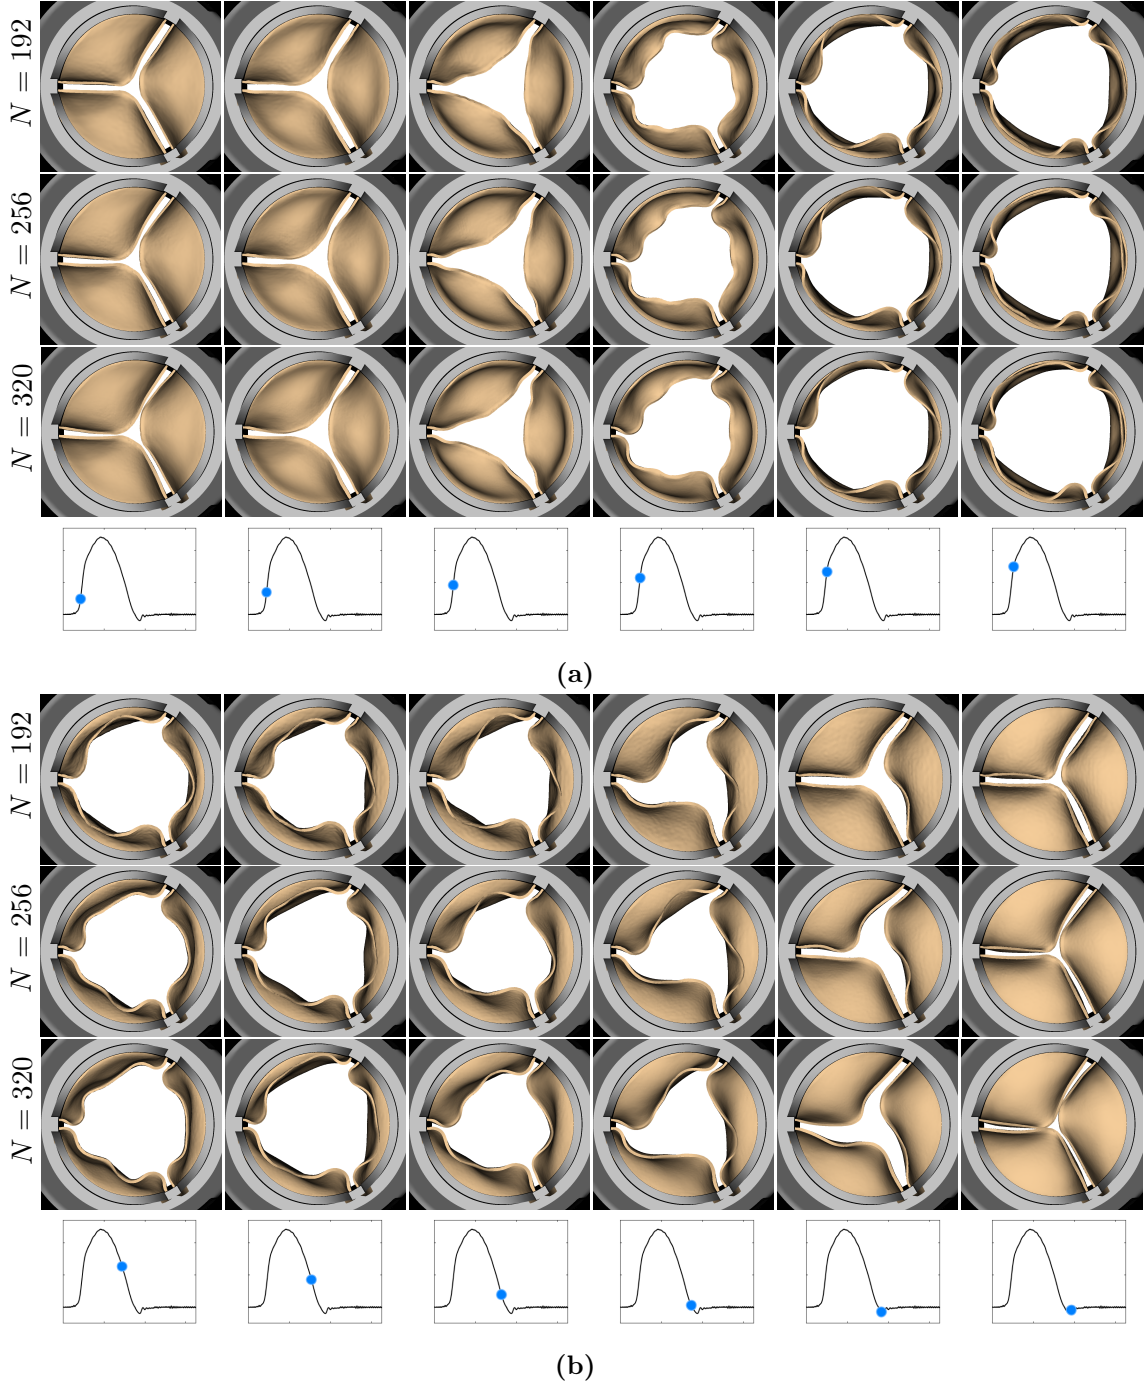 N = 192
N = 256
N = 320
(a)
N = 192
N = 256
N = 320
(b)